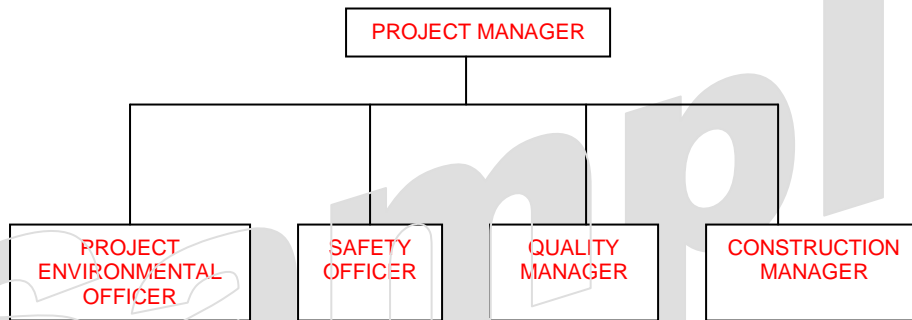 PROJECT MANAGER
PROJECT
ENVIRONMENTAL
OFFICER
SAFETY
OFFICER
QUALITY
MANAGER
CONSTRUCTION
MANAGER